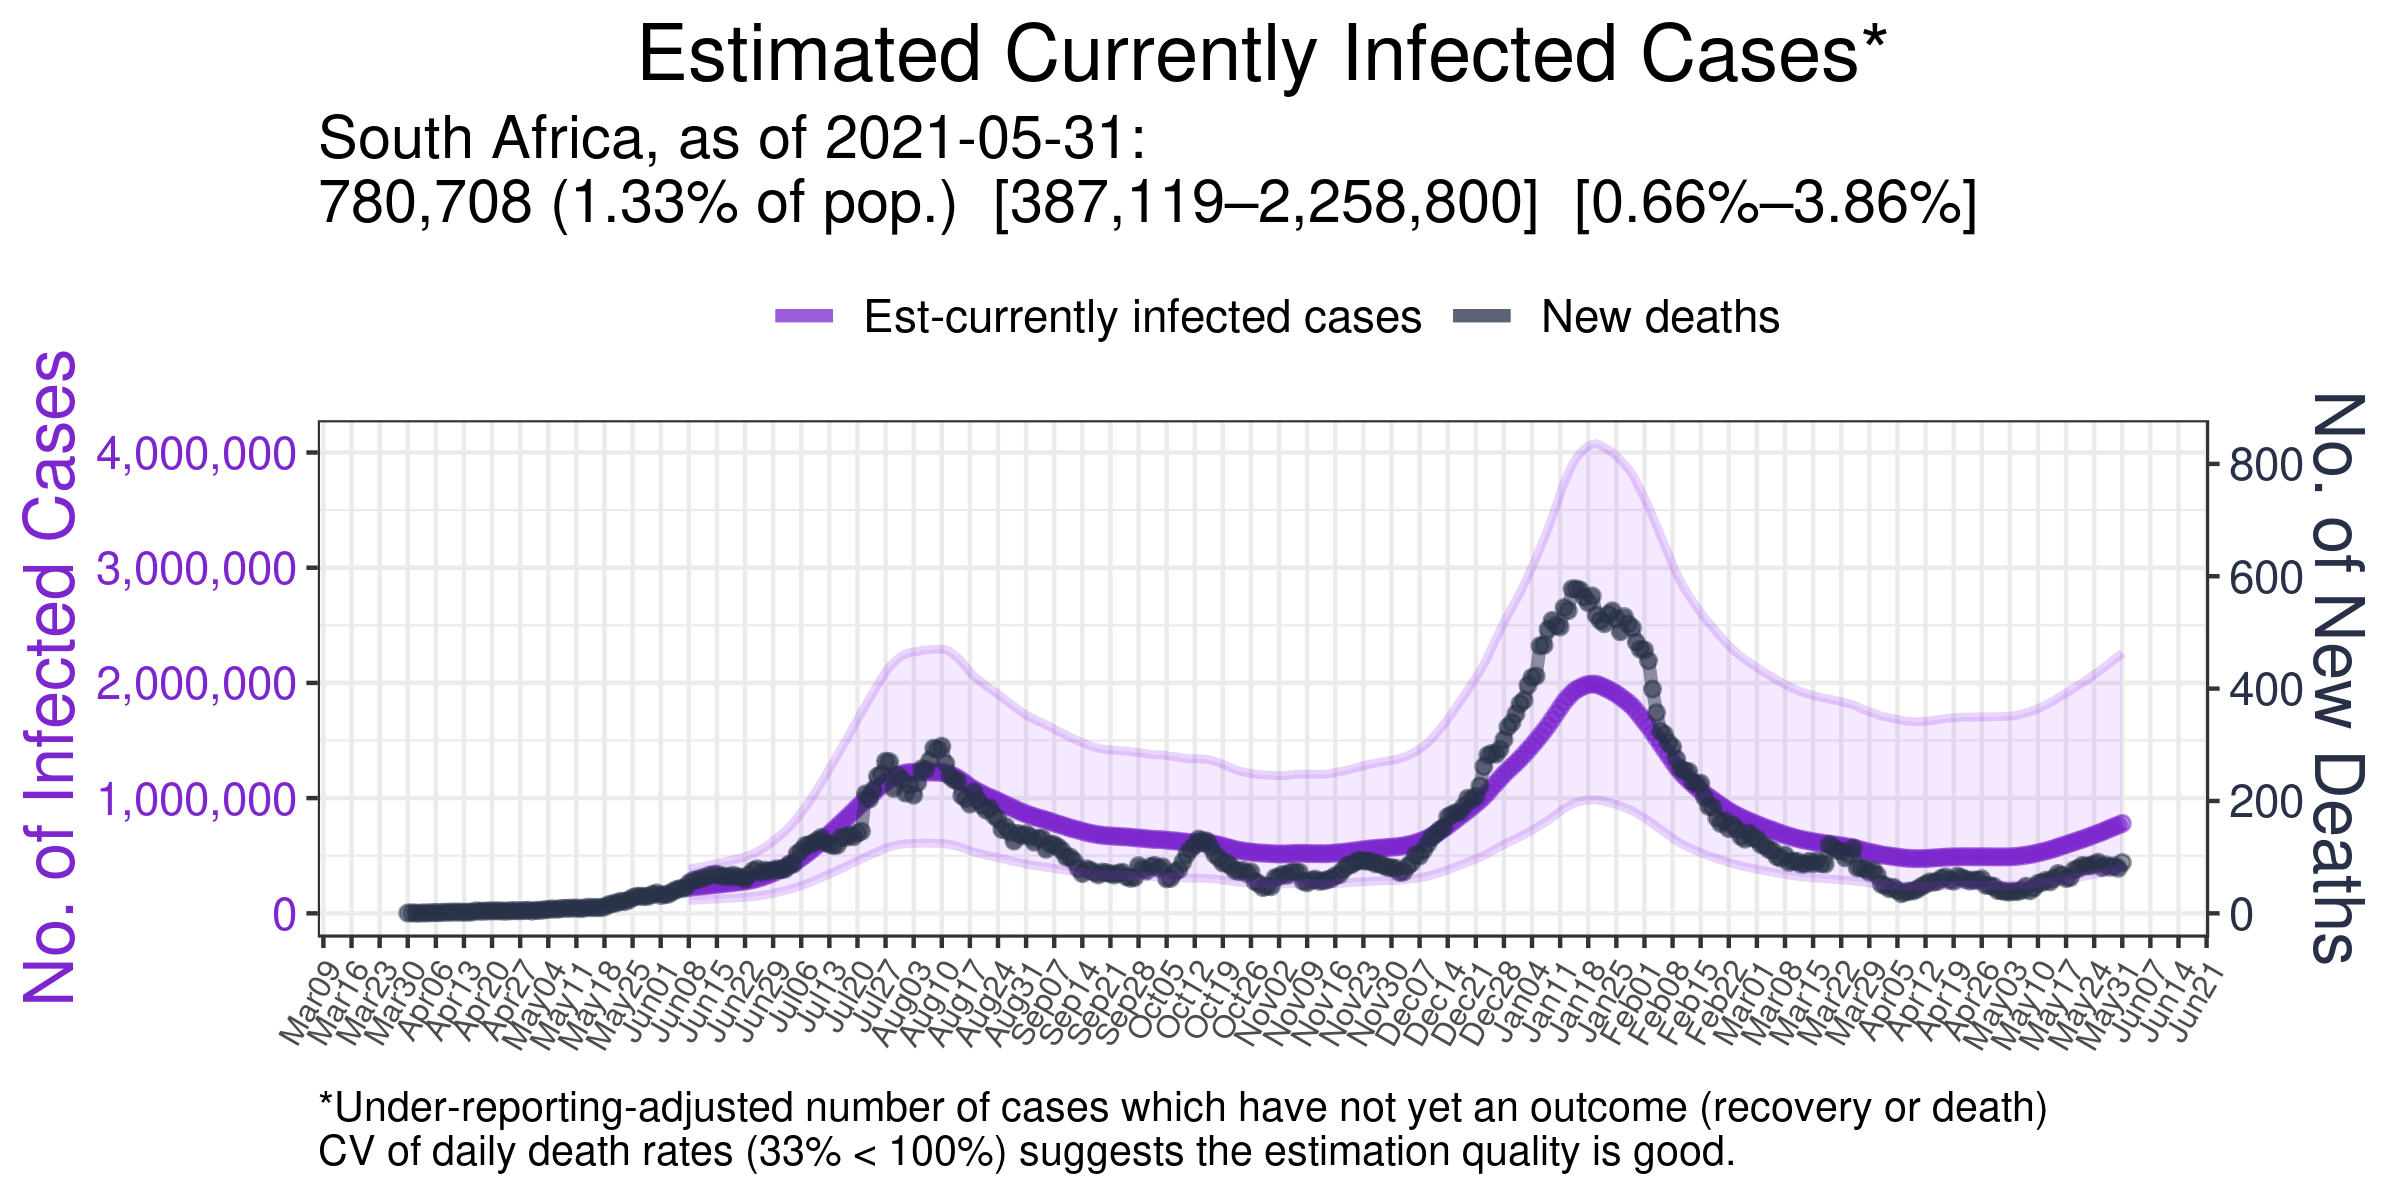 Estimated Currently Infected Cases*
South Africa, as of 2021-05-31:
780,708 (1.33% of pop.)  [387,119–2,258,800]  [0.66%–3.86%]
Est-currently infected cases
New deaths
No. of Infected Cases
4,000,000
3,000,000
2,000,000
1,000,000
0
800
600
400
200
0
No. of New Deaths
Mar09
Mar16
Mar23
Mar30
Apr06
Apr13
Apr20
Apr27
May04
May11
May18
May25
Jun01
Jun08
Jun15
Jun22
Jun29
Jul06
Jul13
Jul20
Jul27
Aug03
Aug10
Aug17
Aug24
Aug31
Sep07
Sep14
Sep21
Sep28
Oct05
Oct12
Oct19
Oct26
Nov02
Nov09
Nov16
Nov23
Nov30
Dec07
Dec14
Dec21
Dec28
Jan04
Jan11
Jan18
Jan25
Feb01
Feb08
Feb15
Feb22
Mar01
Mar08
Mar15
Mar22
Mar29
Apr05
Apr12
Apr19
Apr26
May03
May10
May17
May24
May31
Jun07
Jun14
Jun21
*Under-reporting-adjusted number of cases which have not yet an outcome (recovery or death)
CV of daily death rates (33% < 100%) suggests the estimation quality is good.